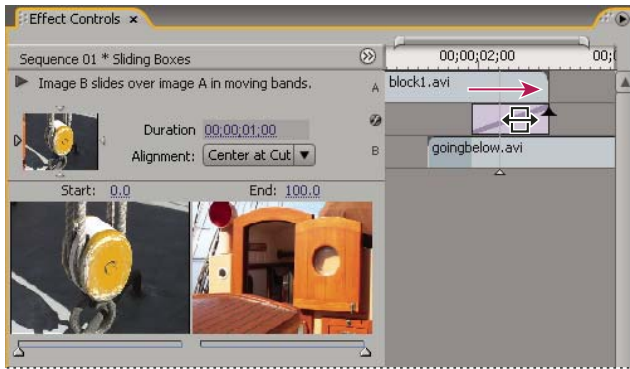 Effect Controls ×
Sequence 01 * Sliding Boxes
00;00;02;00
Image B slides over image A in moving bands.
A
block1.avi
Duration 00;00;01;00
Alignment: Center at Cut
B
goingbelow.avi
Start: 0.0
End: 100.0